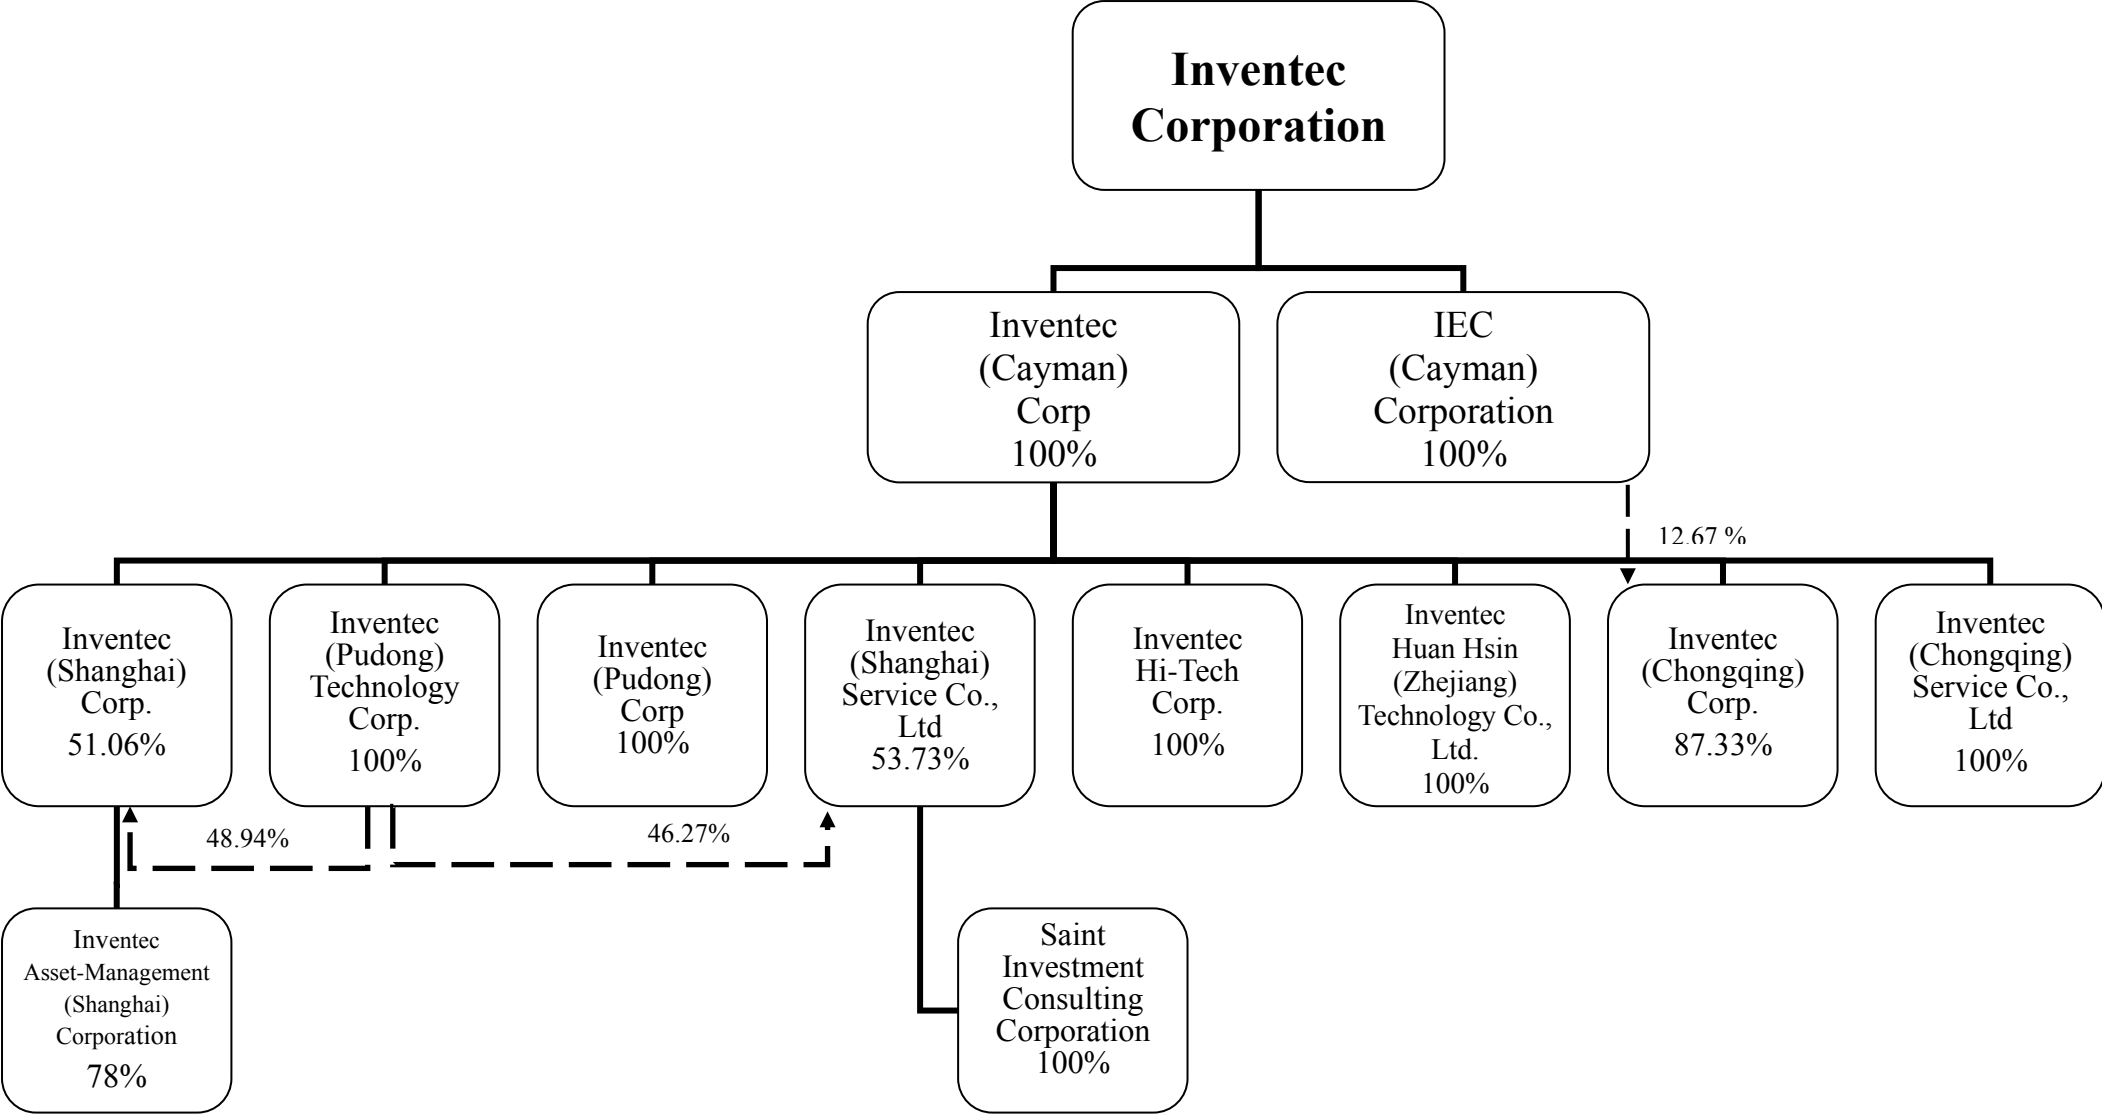 Inventec
Corporation
Inventec
(Cayman)
Corp
100%
IEC
(Cayman)
Corporation
100%
12.67 %
Inventec
(Shanghai)
Corp.
51.06%
Inventec
(Pudong)
Technology
Corp.
100%
Inventec
(Pudong)
Corp
100%
Inventec
(Shanghai)
Service Co.,
Ltd
53.73%
Inventec
Hi-Tech
Corp.
100%
Inventec
Huan Hsin
(Zhejiang)
Technology Co.,
Ltd.
100%
Inventec
(Chongqing)
Corp.
87.33%
Inventec
(Chongqing)
Service Co.,
Ltd
100%
48.94%
46.27%
Inventec
Asset-Management
(Shanghai)
Corporation
78%
Saint
Investment
Consulting
Corporation
100%